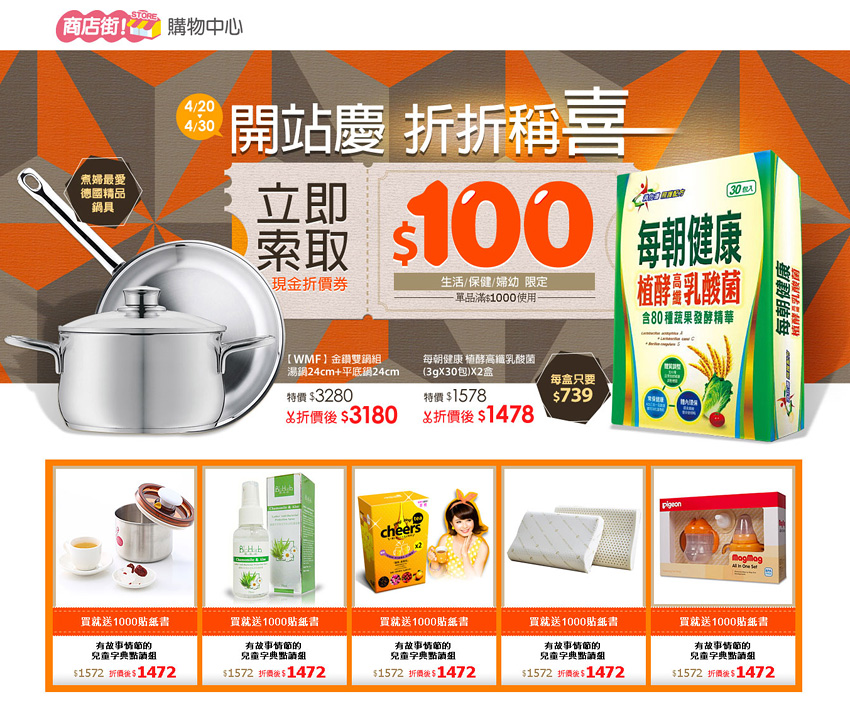 商店街!
STORE
購物中心
4/20
4/30
開站慶 折折稱喜
煮婦最愛
德國精品
鍋具
立即
索取
現金折價券
$100
生活/保健/婦幼 限定
單品滿$1000使用
30包入
每朝健康
植酵高纖乳酸菌
含80種蔬果發酵精華
每朝健康
植酵高纖乳酸菌
【WMF】金鑽雙鍋組
湯鍋24cm+平底鍋24cm
特價 $3280
折價後 $3180
每朝健康 植酵高纖乳酸菌
(3gX30包)X2盒
特價 $1578
折價後 $1478
每盒只要
$739
cheers
x2
pigeon
magmag
All In One Set
買就送1000貼紙書
有故事情節的
兒童字典點讀組
$1572 折價後$1472
買就送1000貼紙書
有故事情節的
兒童字典點讀組
$1572 折價後$1472
買就送1000貼紙書
有故事情節的
兒童字典點讀組
$1572 折價後$1472
買就送1000貼紙書
有故事情節的
兒童字典點讀組
$1572 折價後$1472
買就送1000貼紙書
有故事情節的
兒童字典點讀組
$1572 折價後$1472